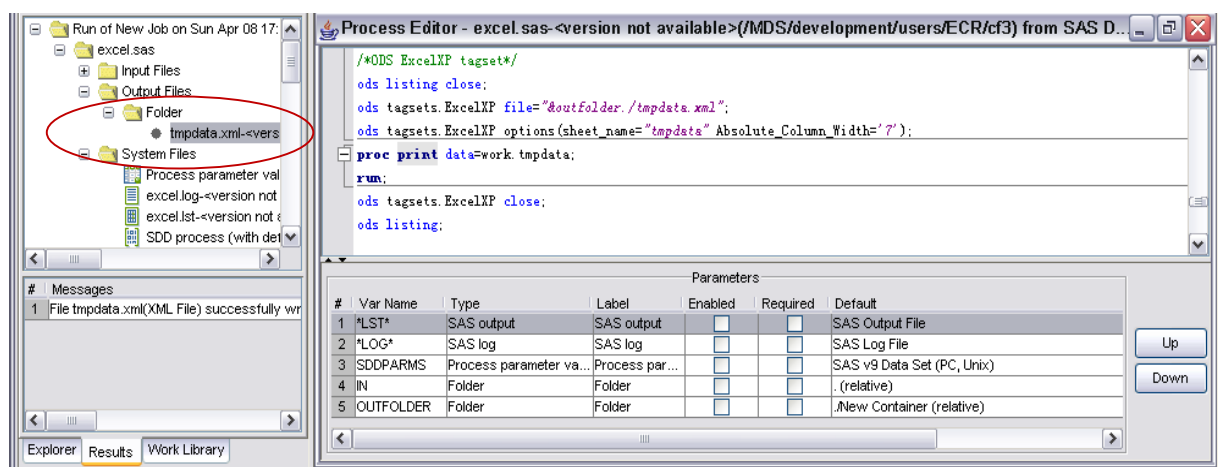 Run of New Job on Sun Apr 08 17:
excel.sas
Input Files
Output Files
Folder
tmpdata.xml-<vers
System Files
Process parameter val
excel.log-<version not
excel.lst-<version not a
SDD process (with det
# Messages
1 File tmpdata.xml(XML File) successfully wr
Explorer Results Work Library
Process Editor - excel.sas-<version not available>(/MDS/development/users/ECR/cf3) from SAS D...
/*ODS ExcelXP tagset*/
ods listing close;
ods tagsets.ExcelXP file="&outfolder./tmpdata.xml";
ods tagsets.ExcelXP options(sheet_name="tmpdata" Absolute_Column_Width='7');
proc print data=work.tmpdata;
run;
ods tagsets.ExcelXP close;
ods listing;
Parameters
# Var Name Type Label Enabled Required Default
1 *LST* SAS output SAS output SAS Output File
2 *LOG* SAS log SAS log SAS Log File
3 SDDPARMS Process parameter va... Process par... SAS v9 Data Set (PC, Unix)
4 IN Folder Folder . (relative)
5 OUTFOLDER Folder Folder ./New Container (relative)
Up
Down